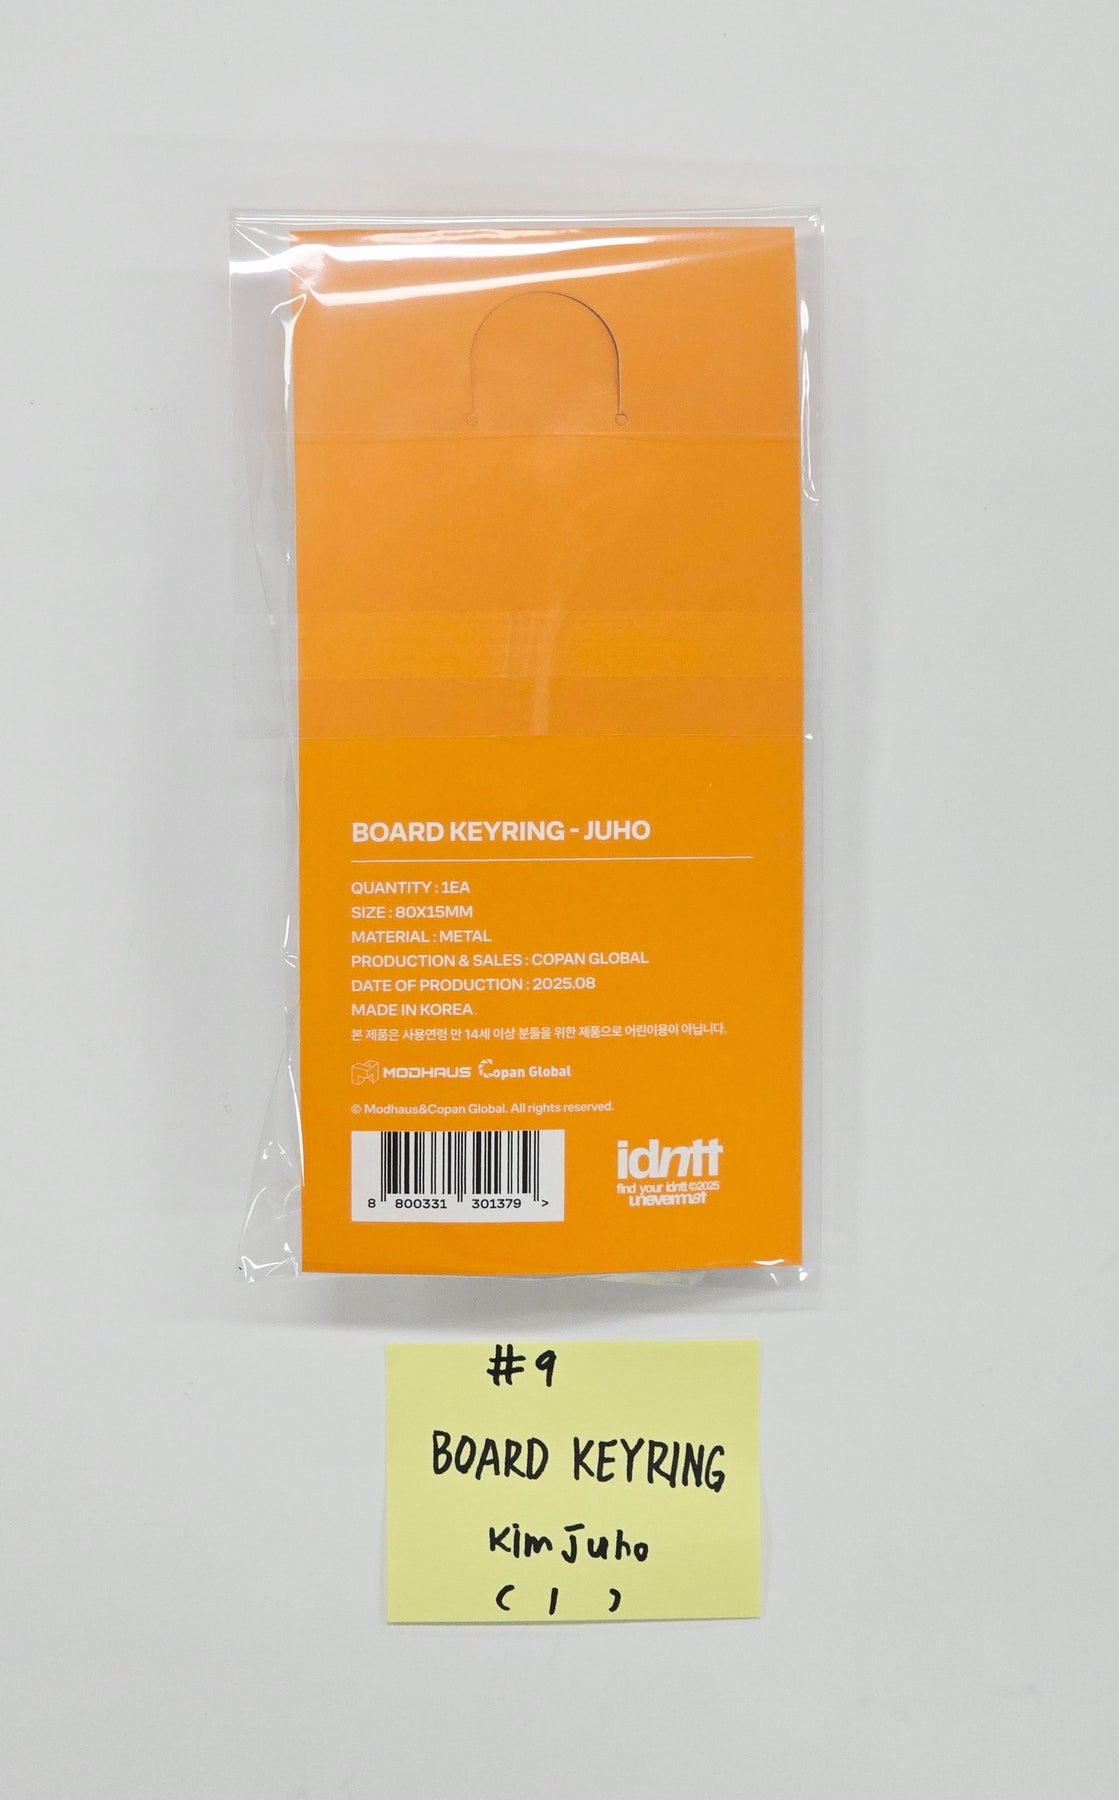 BOARD KEYRING - JUHO
QUANTITY : 1EA
SIZE : 80X15MM
MATERIAL : METAL
PRODUCTION & SALES : COPAN GLOBAL
DATE OF PRODUCTION : 2025.08
MADE IN KOREA
본 제품은 사용연령 만 14세 이상 분들을 위한 제품으로 어린이용이 아닙니다.
MODHAUS Copan Global
© Modhaus&Copan Global. All rights reserved.
8 800331 301379 >
idntt
find your idntt ©2025
unevermet
#9
BOARD KEYRING
Kim Juho
( 1 )